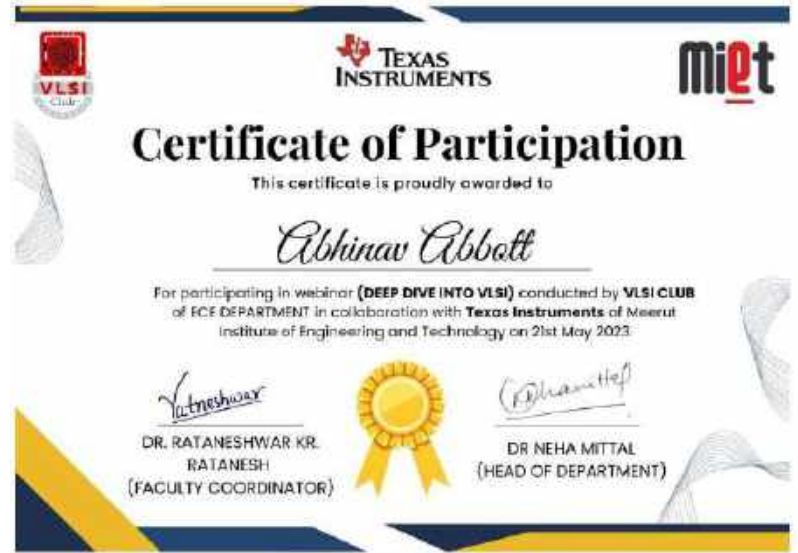 VLSI
Club
TEXAS
INSTRUMENTS
miet
Certificate of Participation
This certificate is proudly awarded to
Abhinav Abbott
For participating in webinar (DEEP DIVE INTO VLSI) conducted by VLSI CLUB
of ECE DEPARTMENT in collaboration with Texas Instruments of Meerut
Institute of Engineering and Technology on 21st May 2023
Ratneshwar
DR. RATANESHWAR KR.
RATANESH
(FACULTY COORDINATOR)
DR NEHA MITTAL
(HEAD OF DEPARTMENT)